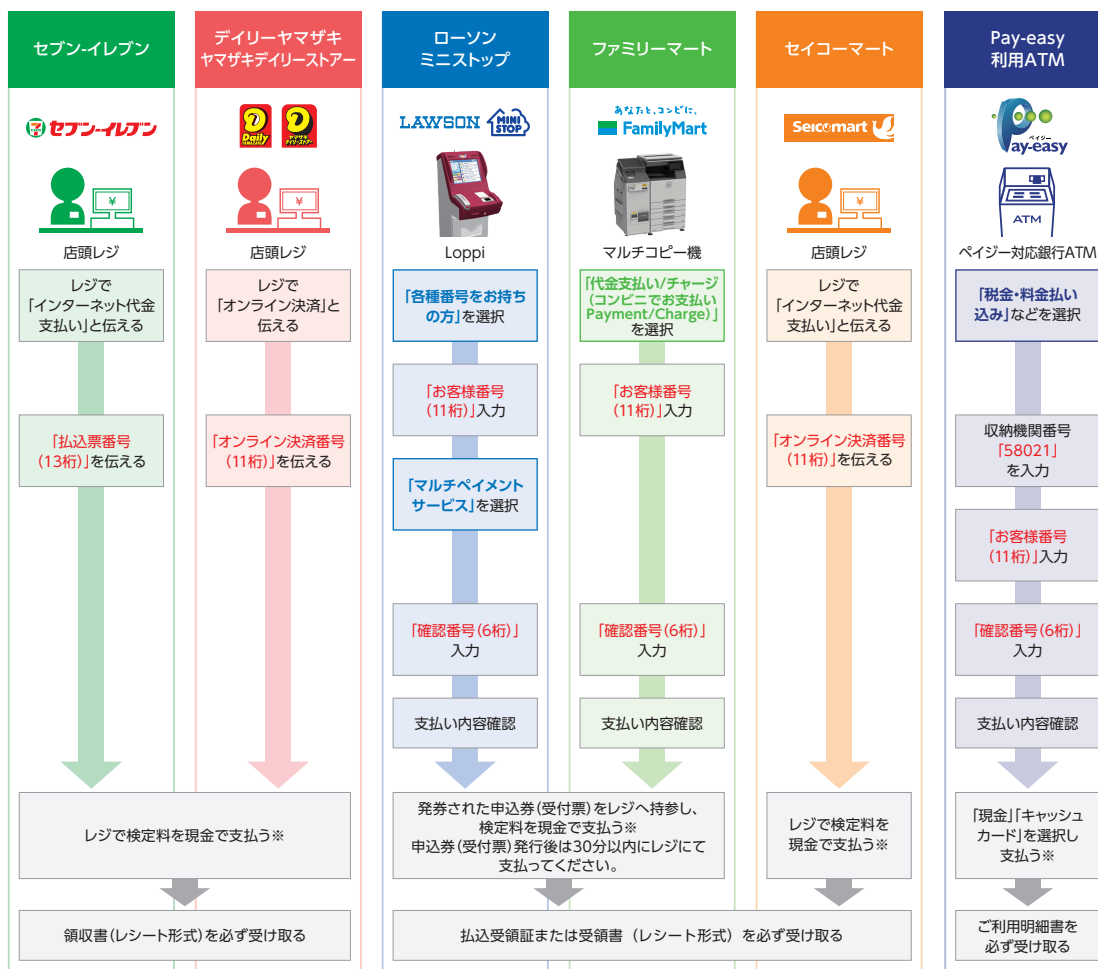 セブン-イレブン
セブン-イレブン
店頭レジ
レジで
「インターネット代金
支払い」と伝える
「払込票番号
(13桁)」を伝える
デイリーヤマザキ
ヤマザキデイリーストアー
Daily
YAMAZAKI
ヤマザキ
デイリーストアー
店頭レジ
レジで
「オンライン決済」と
伝える
「オンライン決済番号
(11桁)」を伝える
レジで検定料を現金で支払う※
領収書(レシート形式)を必ず受け取る
ローソン
ミニストップ
LAWSON
MINI
STOP
Loppi
「各種番号をお持ち
の方」を選択
「お客様番号
(11桁)」入力
「マルチペイメント
サービス」を選択
「確認番号(6桁)」
入力
支払い内容確認
ファミリーマート
あなたと、コンビに、
FamilyMart
マルチコピー機
「代金支払い/チャージ
(コンビニでお支払い
Payment/Charge)」
を選択
「お客様番号
(11桁)」入力
「確認番号(6桁)」
入力
支払い内容確認
発券された申込券(受付票)をレジへ持参し、
検定料を現金で支払う※
申込券(受付票)発行後は30分以内にレジにて
支払ってください。
セイコーマート
Seicomart
店頭レジ
レジで
「インターネット代金
支払い」と伝える
「オンライン決済番号
(11桁)」を伝える
レジで検定料を
現金で支払う※
払込受領証または受領書（レシート形式）を必ず受け取る
Pay-easy
利用ATM
ペイジー
Pay-easy
ATM
ペイジー対応銀行ATM
「税金・料金払い
込み」などを選択
収納機関番号
「58021」
を入力
「お客様番号
(11桁)」入力
「確認番号(6桁)」
入力
支払い内容確認
「現金」「キャッシュ
カード」を選択し
支払う※
ご利用明細書を
必ず受け取る